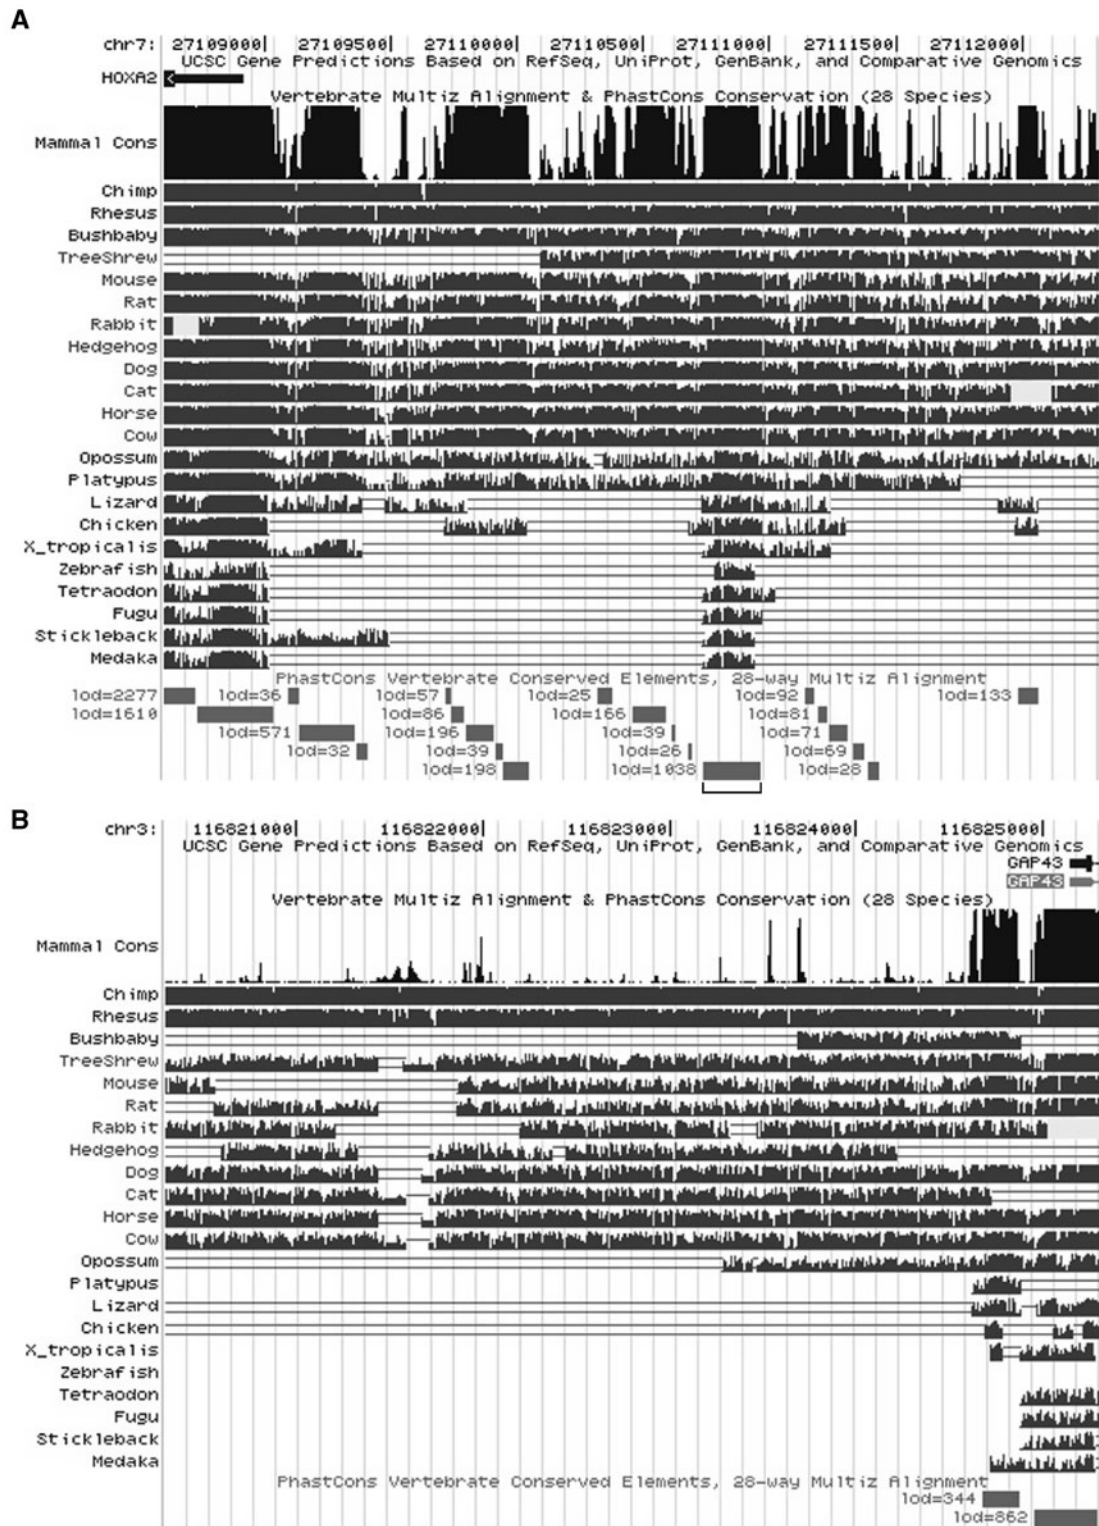 A
chr7: 27109000| 27109500| 27110000| 27110500| 27111000| 27111500| 27112000|
UCSC Gene Predictions Based on RefSeq, UniProt, GenBank, and Comparative Genomics
HOXA2
Vertebrate Multiz Alignment & PhastCons Conservation (28 Species)
Mammal Cons
Chimp
Rhesus
Bushbaby
TreeShrew
Mouse
Rat
Rabbit
Hedgehog
Dog
Cat
Horse
Cow
Opossum
Platypus
Lizard
Chicken
X_tropicalis
Zebrafish
Tetraodon
Fugu
Stickleback
Medaka
PhastCons Vertebrate Conserved Elements, 28-way Multiz Alignment
lod=2277 lod=36 lod=57 lod=25 lod=92 lod=133
lod=1610 lod=86 lod=166 lod=81
lod=571 lod=196 lod=39 lod=71
lod=32 lod=39 lod=26 lod=69
lod=198 lod=1038 lod=28
B
chr3: 116821000| 116822000| 116823000| 116824000| 116825000|
UCSC Gene Predictions Based on RefSeq, UniProt, GenBank, and Comparative Genomics
GAP43
GAP43
Vertebrate Multiz Alignment & PhastCons Conservation (28 Species)
Mammal Cons
Chimp
Rhesus
Bushbaby
TreeShrew
Mouse
Rat
Rabbit
Hedgehog
Dog
Cat
Horse
Cow
Opossum
Platypus
Lizard
Chicken
X_tropicalis
Zebrafish
Tetraodon
Fugu
Stickleback
Medaka
PhastCons Vertebrate Conserved Elements, 28-way Multiz Alignment
lod=344
lod=862